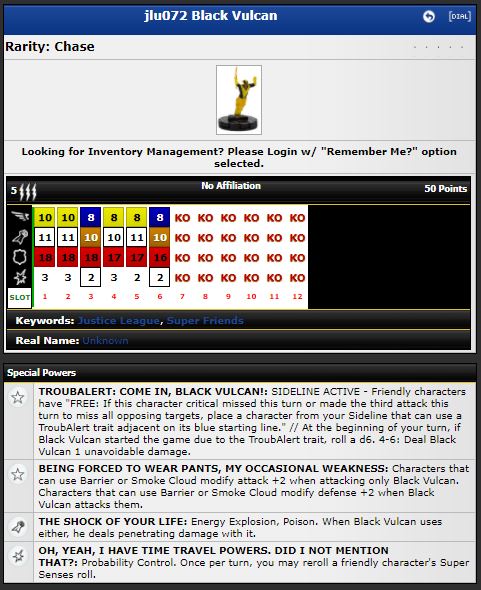 jlu072 Black Vulcan [DIAL]
Rarity: Chase
Looking for Inventory Management? Please Login w/ "Remember Me?" option
selected.
5 No Affiliation 50 Points
10 10 8 8 8 8 KO KO KO KO KO KO
11 11 10 10 11 10 KO KO KO KO KO KO
18 18 18 17 17 16 KO KO KO KO KO KO
3 3 2 3 2 2 KO KO KO KO KO KO
SLOT 1 2 3 4 5 6 7 8 9 10 11 12
Keywords: Justice League, Super Friends
Real Name: Unknown
Special Powers
TROUBALERT: COME IN, BLACK VULCAN!: SIDELINE ACTIVE - Friendly characters
have "FREE: If this character critical missed this turn or made the third attack this
turn to miss all opposing targets, place a character from your Sideline that can use a
TroubAlert trait adjacent on its blue starting line." // At the beginning of your turn, if
Black Vulcan started the game due to the TroubAlert trait, roll a d6. 4-6: Deal Black
Vulcan 1 unavoidable damage.
BEING FORCED TO WEAR PANTS, MY OCCASIONAL WEAKNESS: Characters that
can use Barrier or Smoke Cloud modify attack +2 when attacking only Black Vulcan.
Characters that can use Barrier or Smoke Cloud modify defense +2 when Black
Vulcan attacks them.
THE SHOCK OF YOUR LIFE: Energy Explosion, Poison. When Black Vulcan uses
either, he deals penetrating damage with it.
OH, YEAH, I HAVE TIME TRAVEL POWERS. DID I NOT MENTION
THAT?: Probability Control. Once per turn, you may reroll a friendly character's Super
Senses roll.